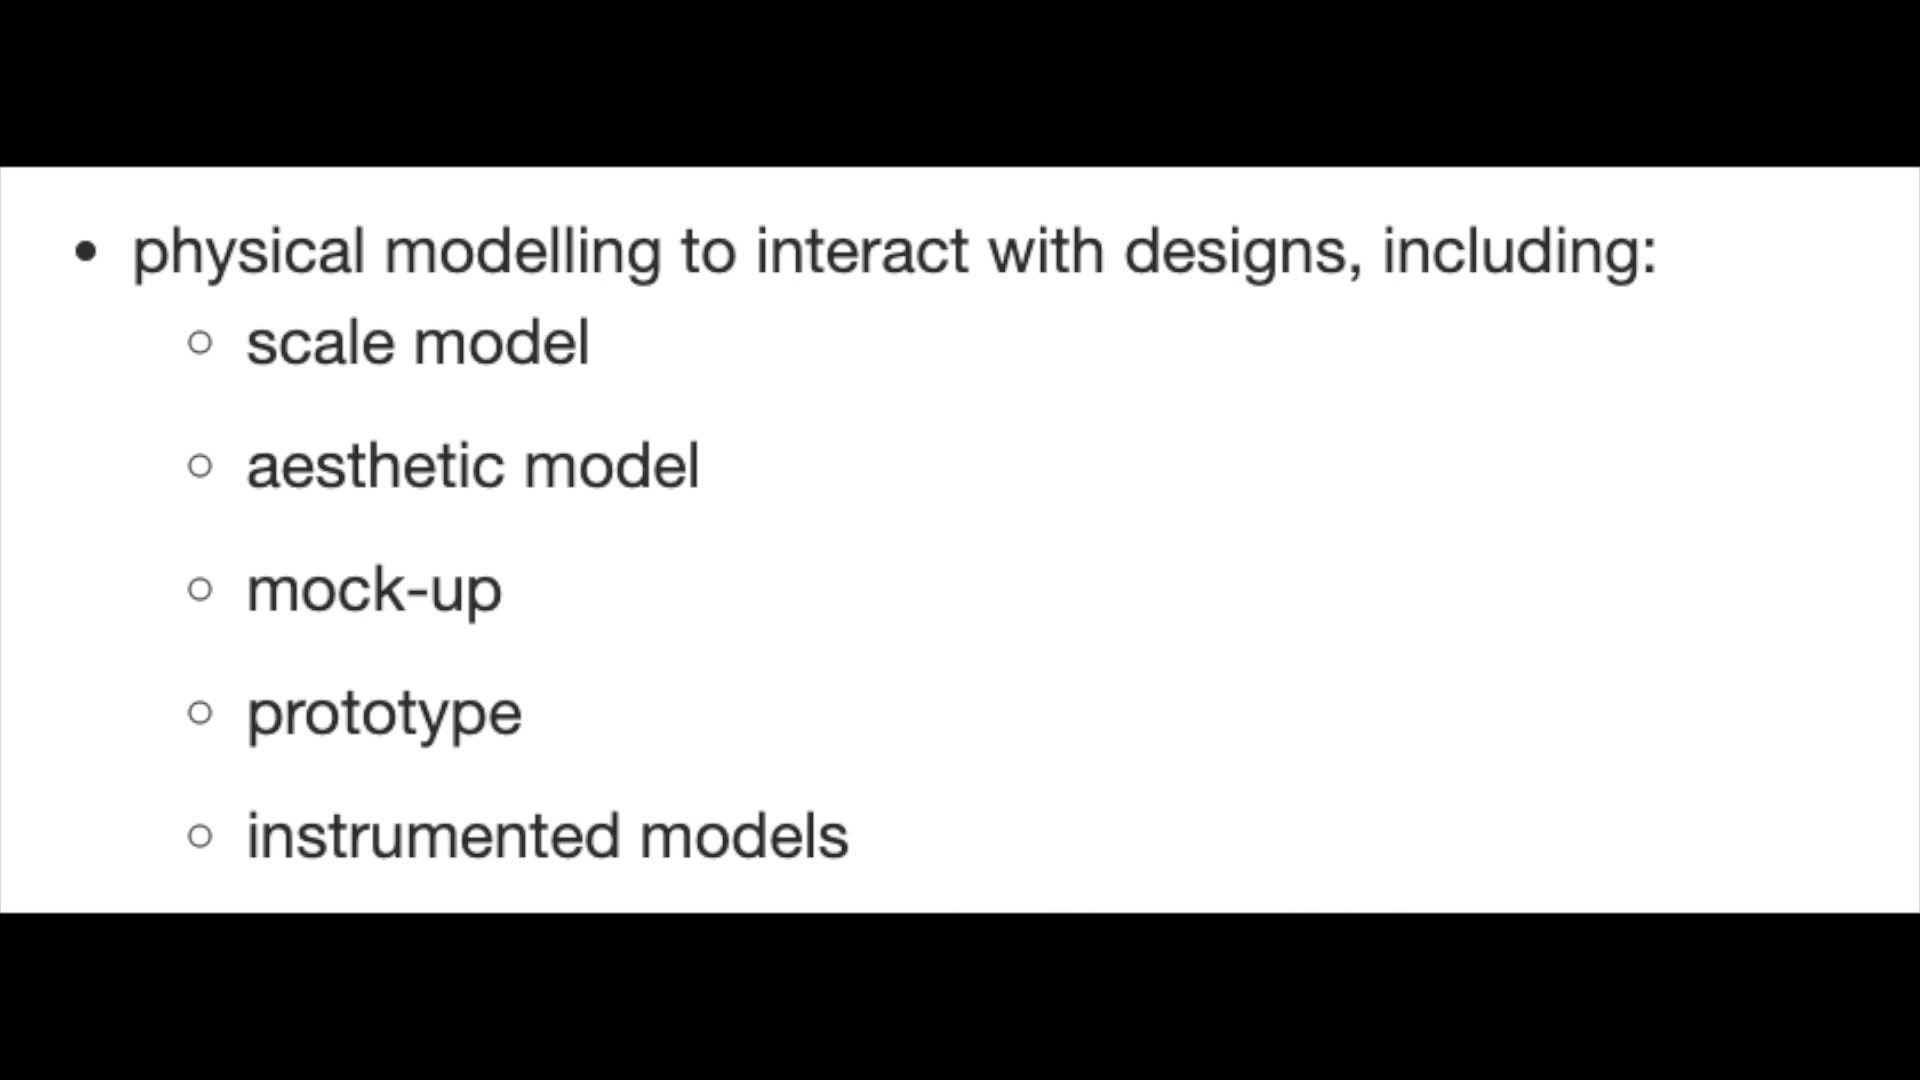 • physical modelling to interact with designs, including:
○ scale model
○ aesthetic model
○ mock-up
○ prototype
○ instrumented models